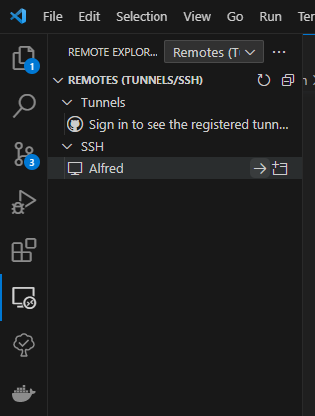 File Edit Selection View Go Run Ter
REMOTE EXPLOR... Remotes (T ...
REMOTES (TUNNELS/SSH)
Tunnels
Sign in to see the registered tunn...
SSH
Alfred
1
3